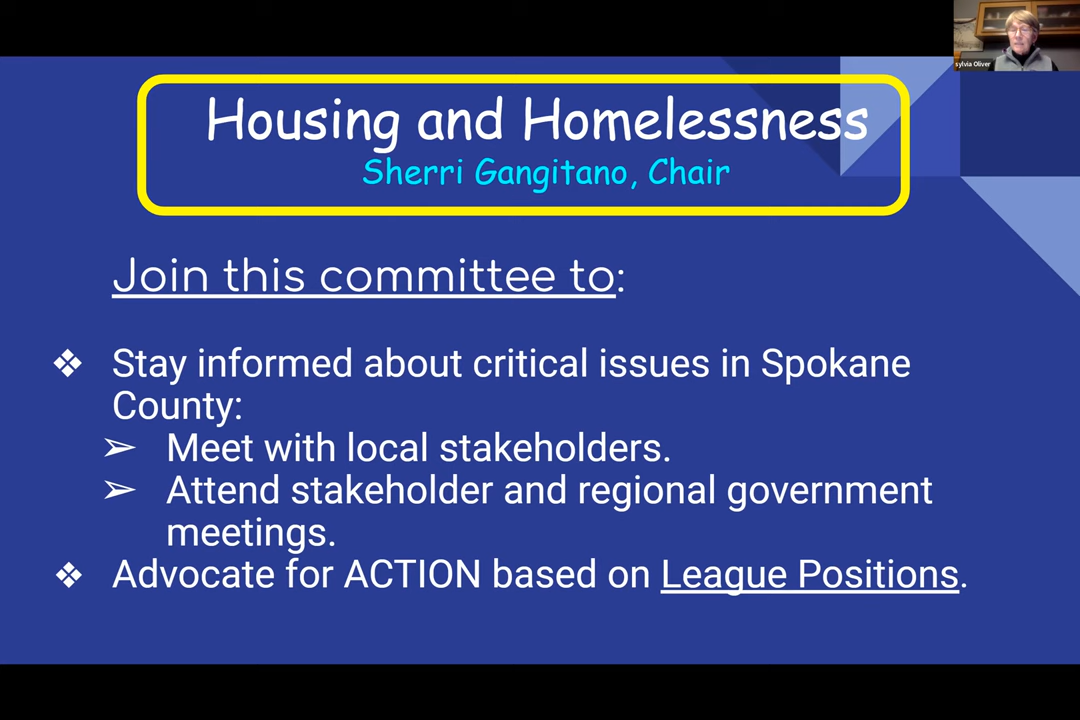 sylvia Oliver
Housing and Homelessness
Sherri Gangitano, Chair
Join this committee to:
❖ Stay informed about critical issues in Spokane
County:
➢ Meet with local stakeholders.
➢ Attend stakeholder and regional government
meetings.
❖ Advocate for ACTION based on League Positions.